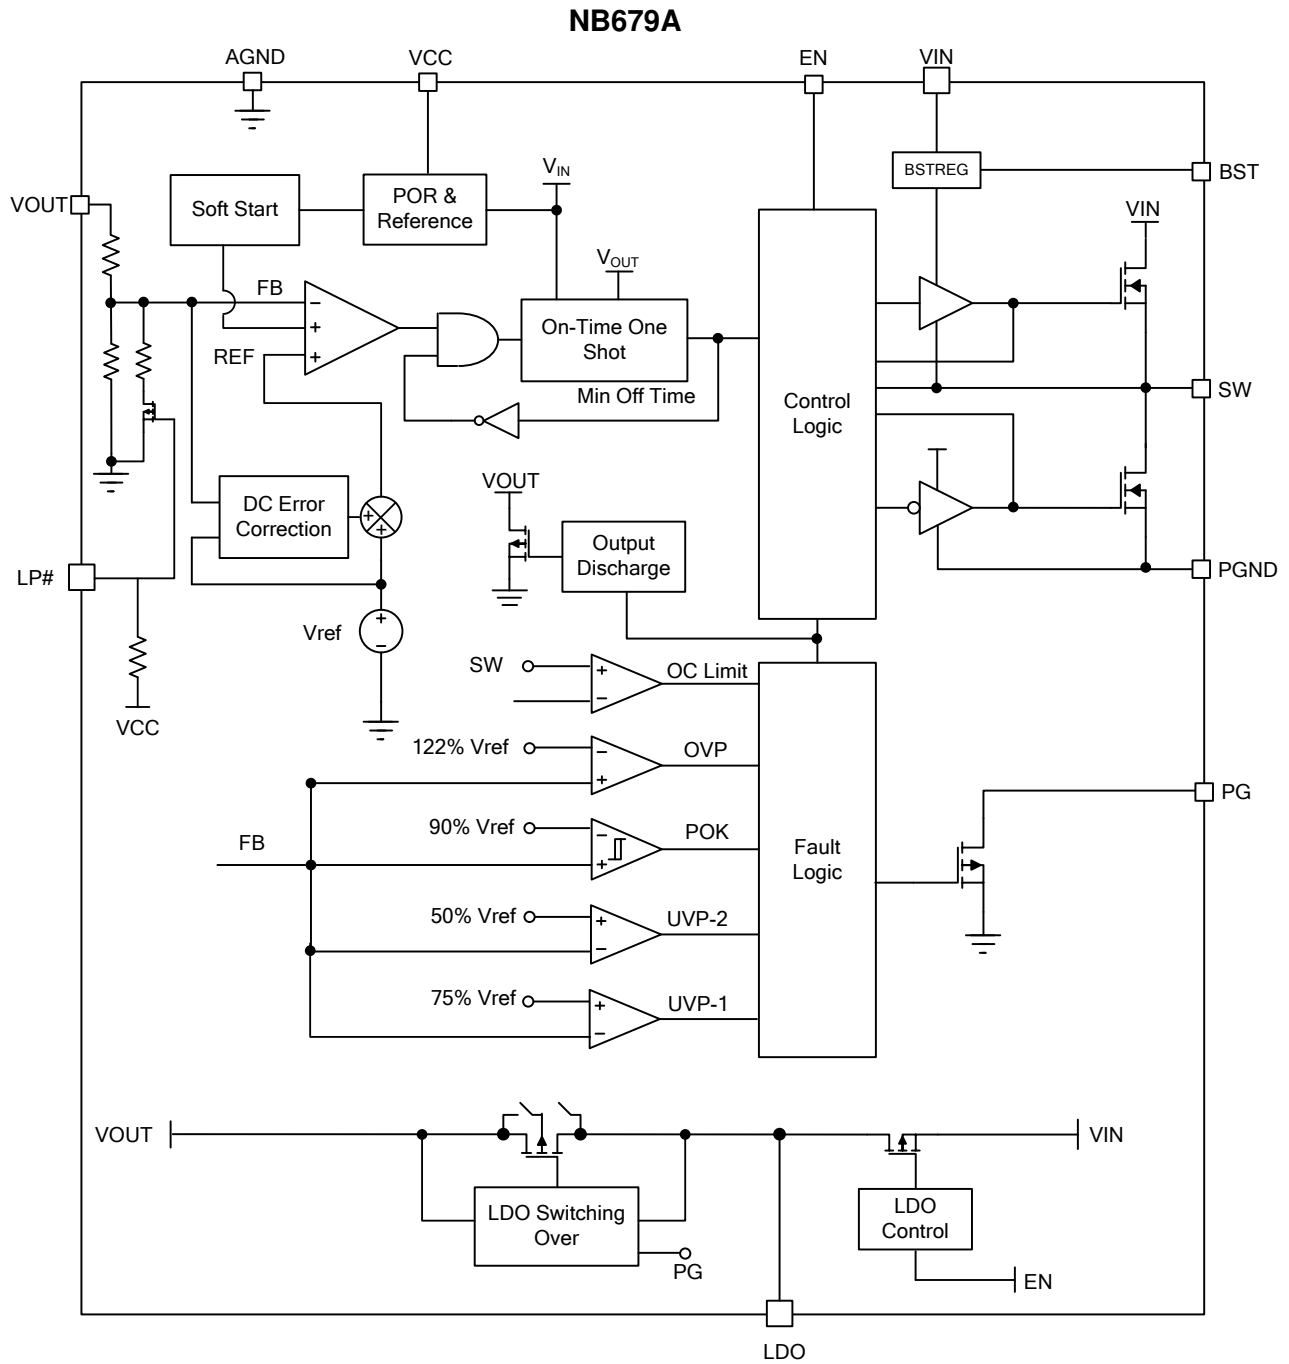 NB679A
AGND
VCC
EN
VIN
BSTREG
BST
V_IN
Soft Start
POR &
Reference
VOUT
VIN
V_OUT
FB
−
+
+
REF
On-Time One
Shot
Min Off Time
Control
Logic
SW
DC Error
Correction
+
+
VOUT
Output
Discharge
LP#
PGND
Vref
+
−
VCC
SW
+
−
OC Limit
122% Vref
−
+
OVP
90% Vref
−
+
POK
FB
Fault
Logic
PG
50% Vref
+
−
UVP-2
75% Vref
+
−
UVP-1
VOUT
VIN
LDO Switching
Over
PG
LDO
Control
EN
LDO